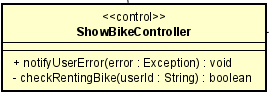 <<control>>
ShowBikeController
+ notifyUserError(error : Exception) : void
- checkRentingBike(userId : String) : boolean